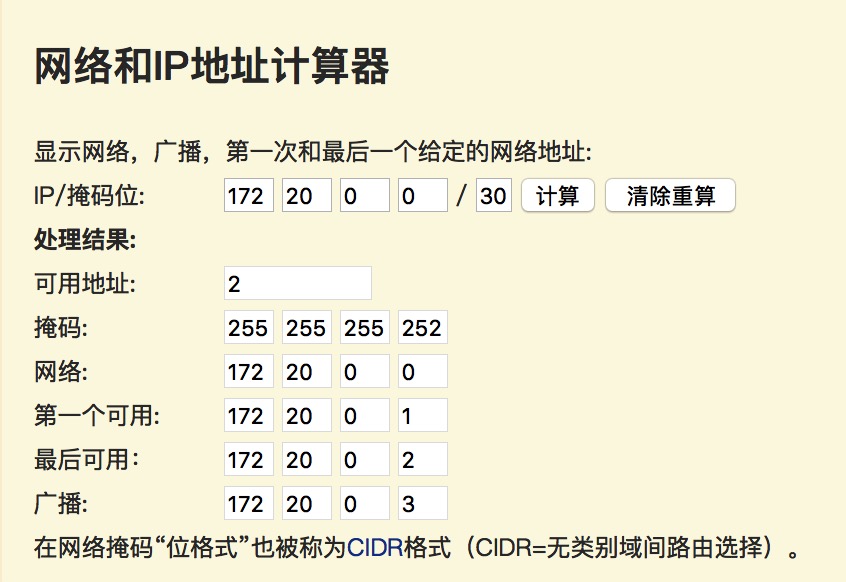 网络和IP地址计算器
显示网络，广播，第一次和最后一个给定的网络地址:
IP/掩码位: 172 20 0 0 / 30 计算 清除重算
处理结果:
可用地址: 2
掩码: 255 255 255 252
网络: 172 20 0 0
第一个可用: 172 20 0 1
最后可用： 172 20 0 2
广播: 172 20 0 3
在网络掩码“位格式”也被称为CIDR格式（CIDR=无类别域间路由选择）。